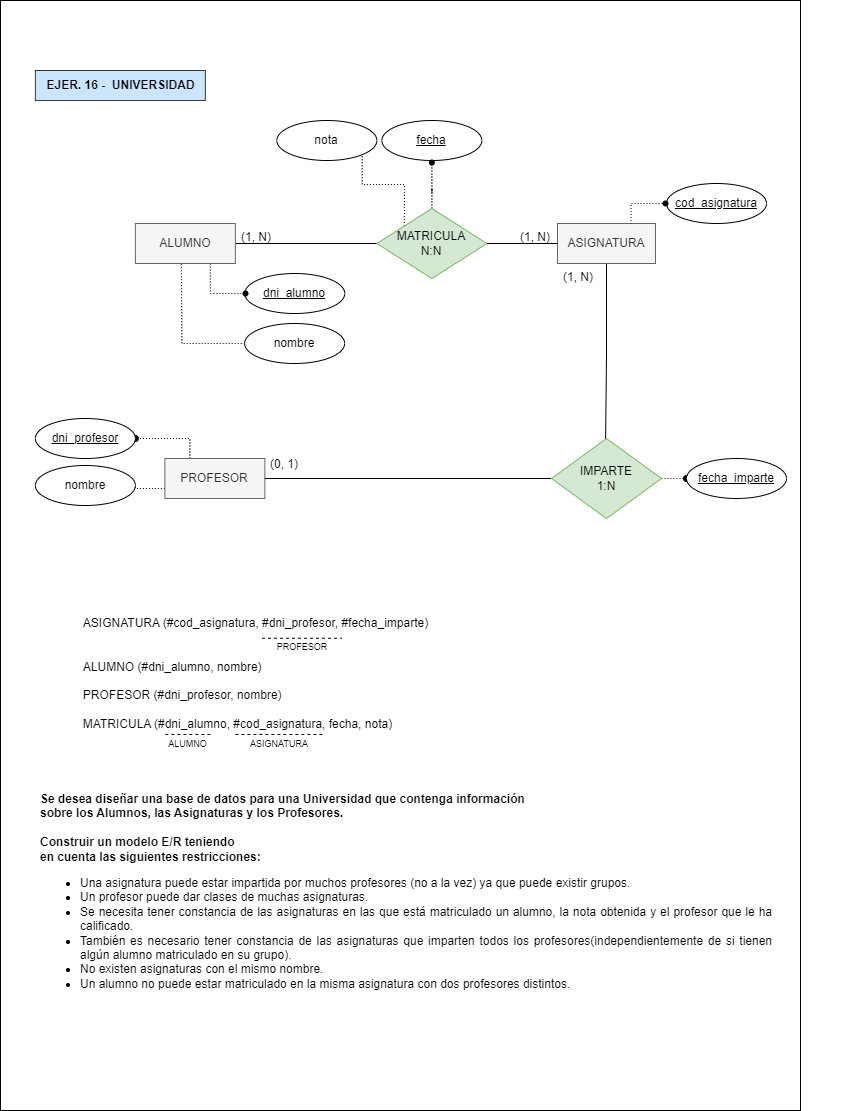 EJER. 16 - UNIVERSIDAD
nota
fecha
cod_asignatura
ALUMNO
(1, N)
MATRICULA
N:N
(1, N)
ASIGNATURA
(1, N)
dni_alumno
nombre
dni_profesor
nombre
PROFESOR
(0, 1)
IMPARTE
1:N
fecha_imparte
ASIGNATURA (#cod_asignatura, #dni_profesor, #fecha_imparte)
PROFESOR
ALUMNO (#dni_alumno, nombre)
PROFESOR (#dni_profesor, nombre)
MATRICULA (#dni_alumno, #cod_asignatura, fecha, nota)
ALUMNO
ASIGNATURA
Se desea diseñar una base de datos para una Universidad que contenga información
sobre los Alumnos, las Asignaturas y los Profesores.
Construir un modelo E/R teniendo
en cuenta las siguientes restricciones:
• Una asignatura puede estar impartida por muchos profesores (no a la vez) ya que puede existir grupos.
• Un profesor puede dar clases de muchas asignaturas.
• Se necesita tener constancia de las asignaturas en las que está matriculado un alumno, la nota obtenida y el profesor que le ha
calificado.
• También es necesario tener constancia de las asignaturas que imparten todos los profesores(independientemente de si tienen
algún alumno matriculado en su grupo).
• No existen asignaturas con el mismo nombre.
• Un alumno no puede estar matriculado en la misma asignatura con dos profesores distintos.